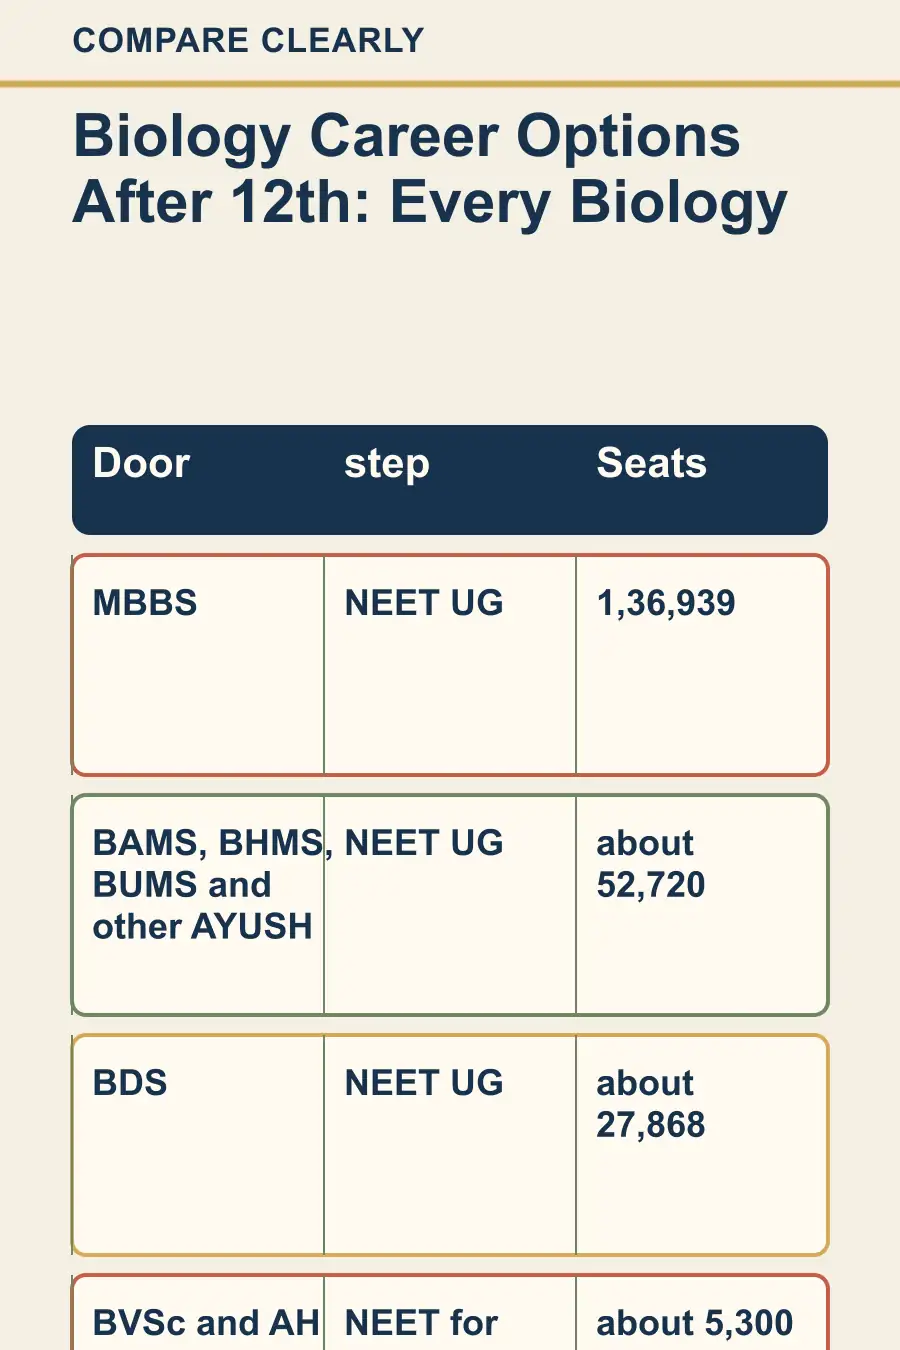 COMPARE CLEARLY
Biology Career Options
After 12th: Every Biology
Door step Seats
MBBS NEET UG 1,36,939
BAMS, BHMS, NEET UG about
BUMS and 52,720
other AYUSH
BDS NEET UG about
27,868
BVSc and AH NEET for about 5,300